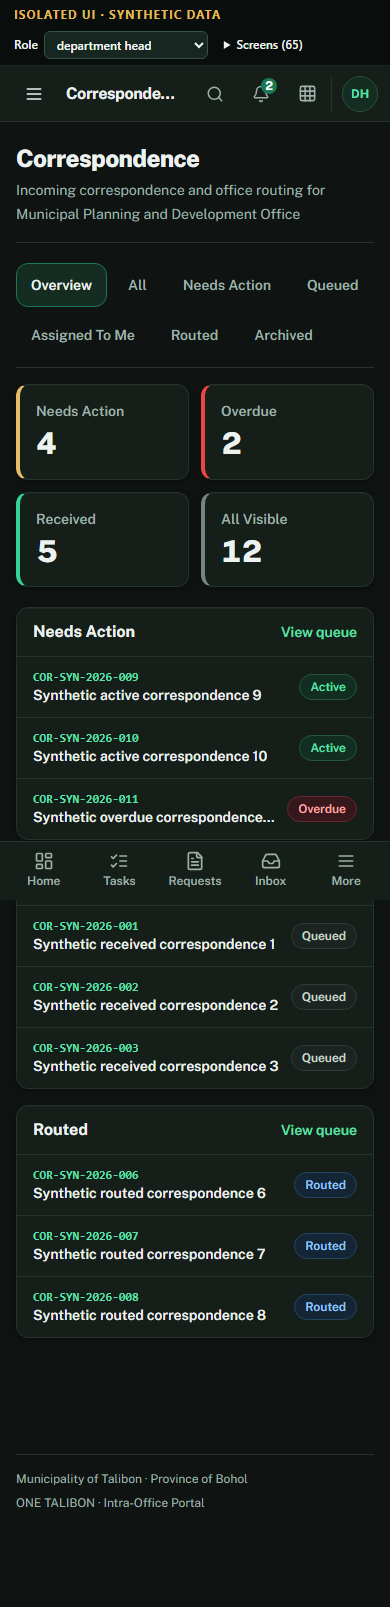 ISOLATED UI · SYNTHETIC DATA
Role department head ▶ Screens (65)
Corresponde... 2 DH
Correspondence
Incoming correspondence and office routing for
Municipal Planning and Development Office
Overview All Needs Action Queued
Assigned To Me Routed Archived
Needs Action Overdue
4 2
Received All Visible
5 12
Needs Action View queue
COR-SYN-2026-009
Synthetic active correspondence 9 Active
COR-SYN-2026-010
Synthetic active correspondence 10 Active
COR-SYN-2026-011
Synthetic overdue correspondence... Overdue
Home Tasks Requests Inbox More
COR-SYN-2026-001
Synthetic received correspondence 1 Queued
COR-SYN-2026-002
Synthetic received correspondence 2 Queued
COR-SYN-2026-003
Synthetic received correspondence 3 Queued
Routed View queue
COR-SYN-2026-006
Synthetic routed correspondence 6 Routed
COR-SYN-2026-007
Synthetic routed correspondence 7 Routed
COR-SYN-2026-008
Synthetic routed correspondence 8 Routed
Municipality of Talibon · Province of Bohol
ONE TALIBON · Intra-Office Portal